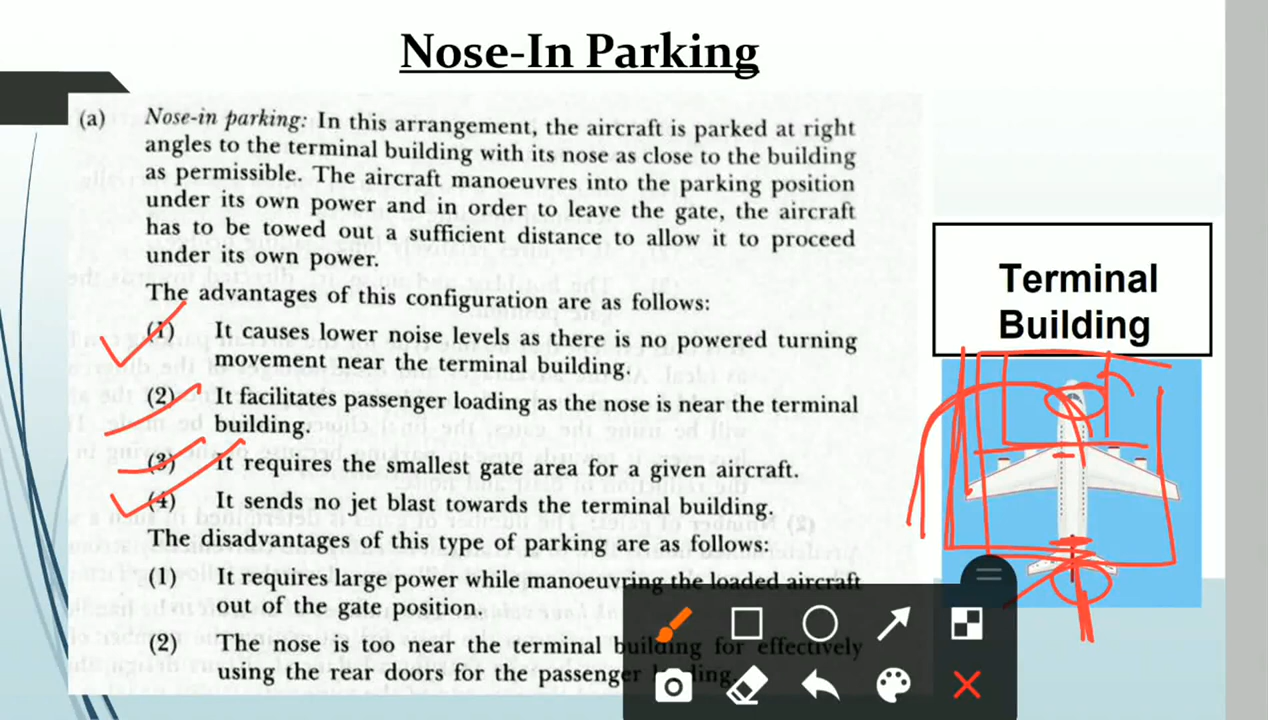 Nose-In Parking
(a) Nose-in parking: In this arrangement, the aircraft is parked at right
angles to the terminal building with its nose as close to the building
as permissible. The aircraft manoeuvres into the parking position
under its own power and in order to leave the gate, the aircraft
has to be towed out a sufficient distance to allow it to proceed
under its own power.
The advantages of this configuration are as follows:
(1) It causes lower noise levels as there is no powered turning
movement near the terminal building.
(2) It facilitates passenger loading as the nose is near the terminal
building.
(3) It requires the smallest gate area for a given aircraft.
(4) It sends no jet blast towards the terminal building.
The disadvantages of this type of parking are as follows:
(1) It requires large power while manoeuvring the loaded aircraft
out of the gate position.
(2) The nose is too near the terminal building for effectively
using the rear doors for the passenger
Terminal
Building